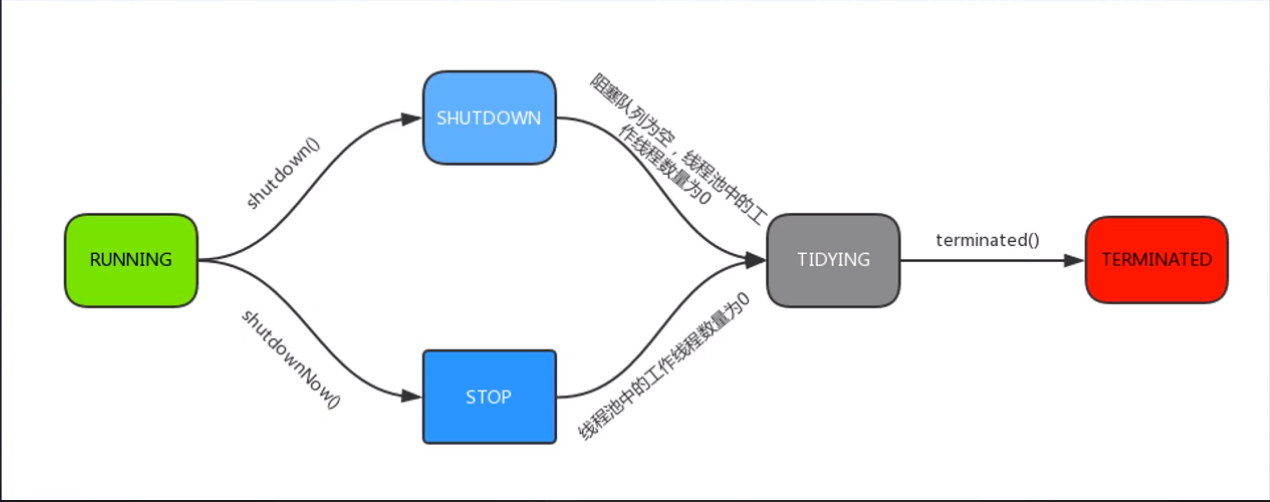 RUNNING
shutdown()
SHUTDOWN
阻塞队列为空，线程池中的工
作线程数量为0
shutdownNow()
STOP
线程池中的工作线程数量为0
TIDYING
terminated()
TERMINATED